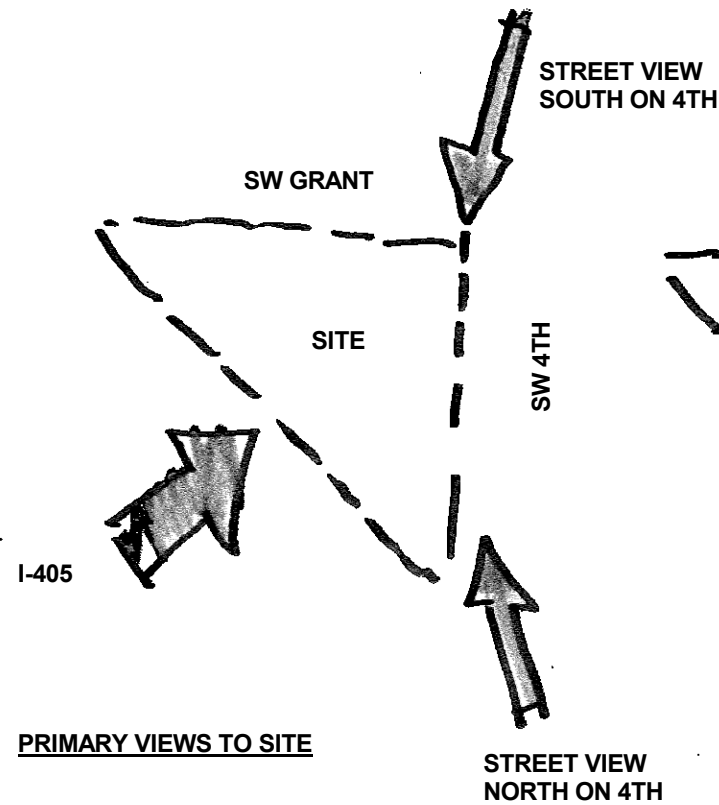 STREET VIEW
SOUTH ON 4TH
SW GRANT
SITE
SW 4TH
I-405
PRIMARY VIEWS TO SITE
STREET VIEW
NORTH ON 4TH